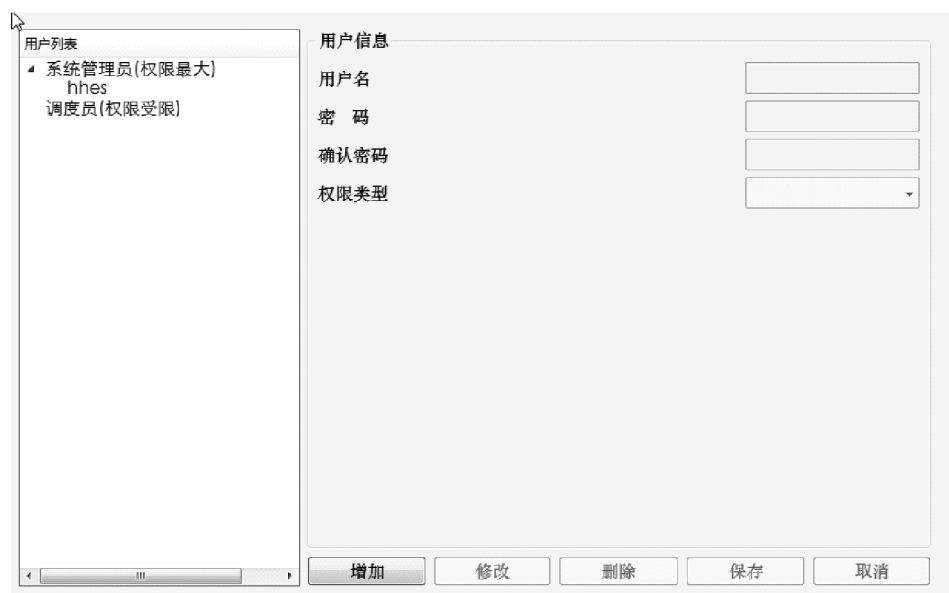 用户列表
系统管理员(权限最大)
hhes
调度员(权限受限)
用户信息
用户名
密 码
确认密码
权限类型
增加 修改 删除 保存 取消